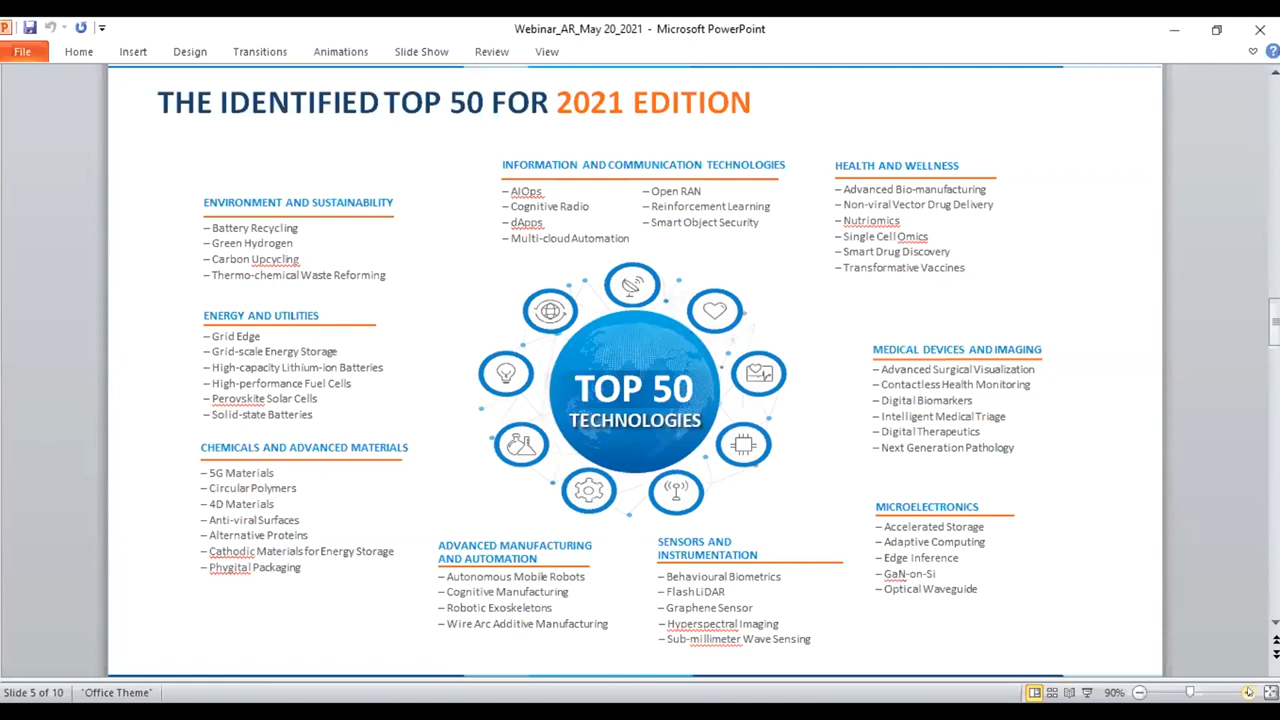 Webinar_AR_May 20_2021 - Microsoft PowerPoint
File Home Insert Design Transitions Animations Slide Show Review View
THE IDENTIFIED TOP 50 FOR 2021 EDITION
ENVIRONMENT AND SUSTAINABILITY
– Battery Recycling
– Green Hydrogen
– Carbon Upcycling
– Thermo-chemical Waste Reforming
ENERGY AND UTILITIES
– Grid Edge
– Grid-scale Energy Storage
– High-capacity Lithium-ion Batteries
– High-performance Fuel Cells
– Perovskite Solar Cells
– Solid-state Batteries
CHEMICALS AND ADVANCED MATERIALS
– 5G Materials
– Circular Polymers
– 4D Materials
– Anti-viral Surfaces
– Alternative Proteins
– Cathodic Materials for Energy Storage
– Phygital Packaging
INFORMATION AND COMMUNICATION TECHNOLOGIES
– AIOps
– Cognitive Radio
– dApps
– Multi-cloud Automation
– Open RAN
– Reinforcement Learning
– Smart Object Security
TOP 50
TECHNOLOGIES
ADVANCED MANUFACTURING
AND AUTOMATION
– Autonomous Mobile Robots
– Cognitive Manufacturing
– Robotic Exoskeletons
– Wire Arc Additive Manufacturing
SENSORS AND
INSTRUMENTATION
– Behavioural Biometrics
– Flash LiDAR
– Graphene Sensor
– Hyperspectral Imaging
– Sub-millimeter Wave Sensing
HEALTH AND WELLNESS
– Advanced Bio-manufacturing
– Non-viral Vector Drug Delivery
– Nutriomics
– Single Cell Omics
– Smart Drug Discovery
– Transformative Vaccines
MEDICAL DEVICES AND IMAGING
– Advanced Surgical Visualization
– Contactless Health Monitoring
– Digital Biomarkers
– Intelligent Medical Triage
– Digital Therapeutics
– Next Generation Pathology
MICROELECTRONICS
– Accelerated Storage
– Adaptive Computing
– Edge Inference
– GaN-on-Si
– Optical Waveguide
Slide 5 of 10 "Office Theme" 90%